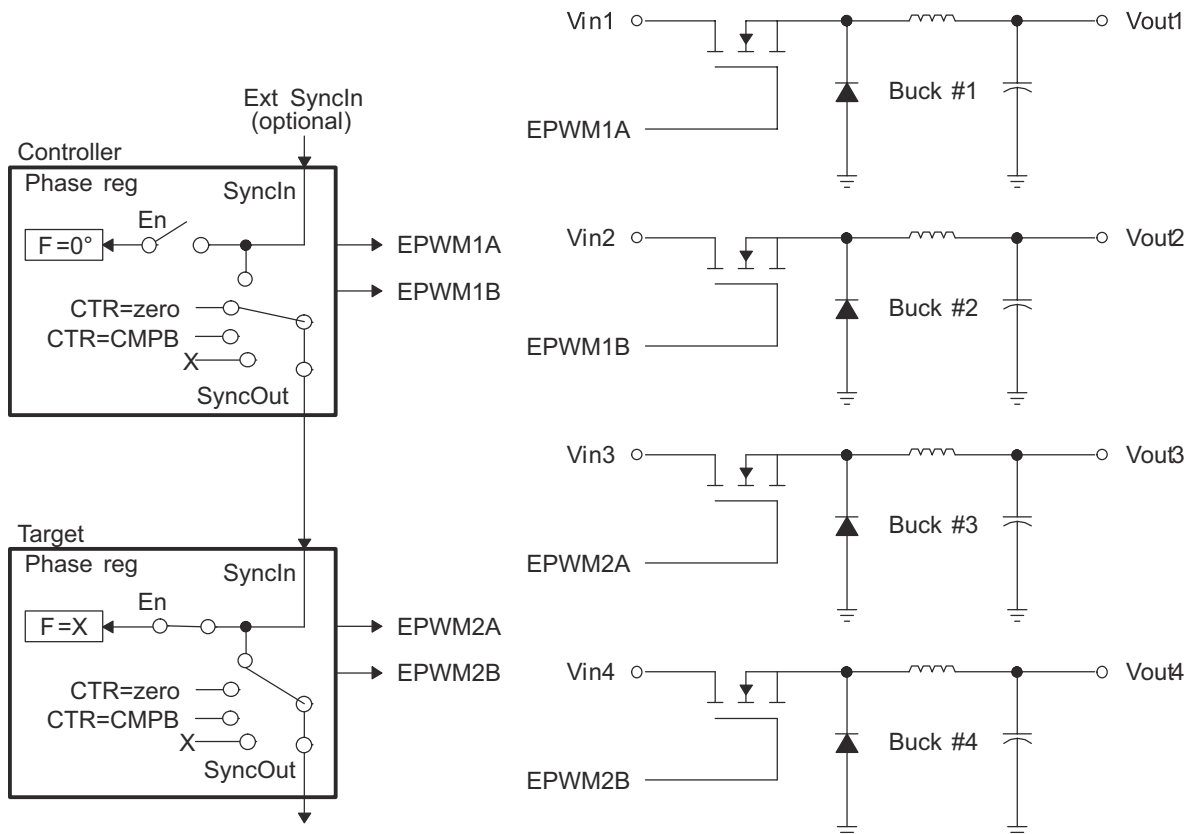 Ext SyncIn
(optional)
Controller
Phase reg
SyncIn
En
F=0°
CTR=zero
CTR=CMPB
X
SyncOut
EPWM1A
EPWM1B
Target
Phase reg
SyncIn
En
F=X
CTR=zero
CTR=CMPB
X
SyncOut
EPWM2A
EPWM2B
Vin1
Vout1
Buck #1
EPWM1A
Vin2
Vout2
Buck #2
EPWM1B
Vin3
Vout3
Buck #3
EPWM2A
Vin4
Vout4
Buck #4
EPWM2B